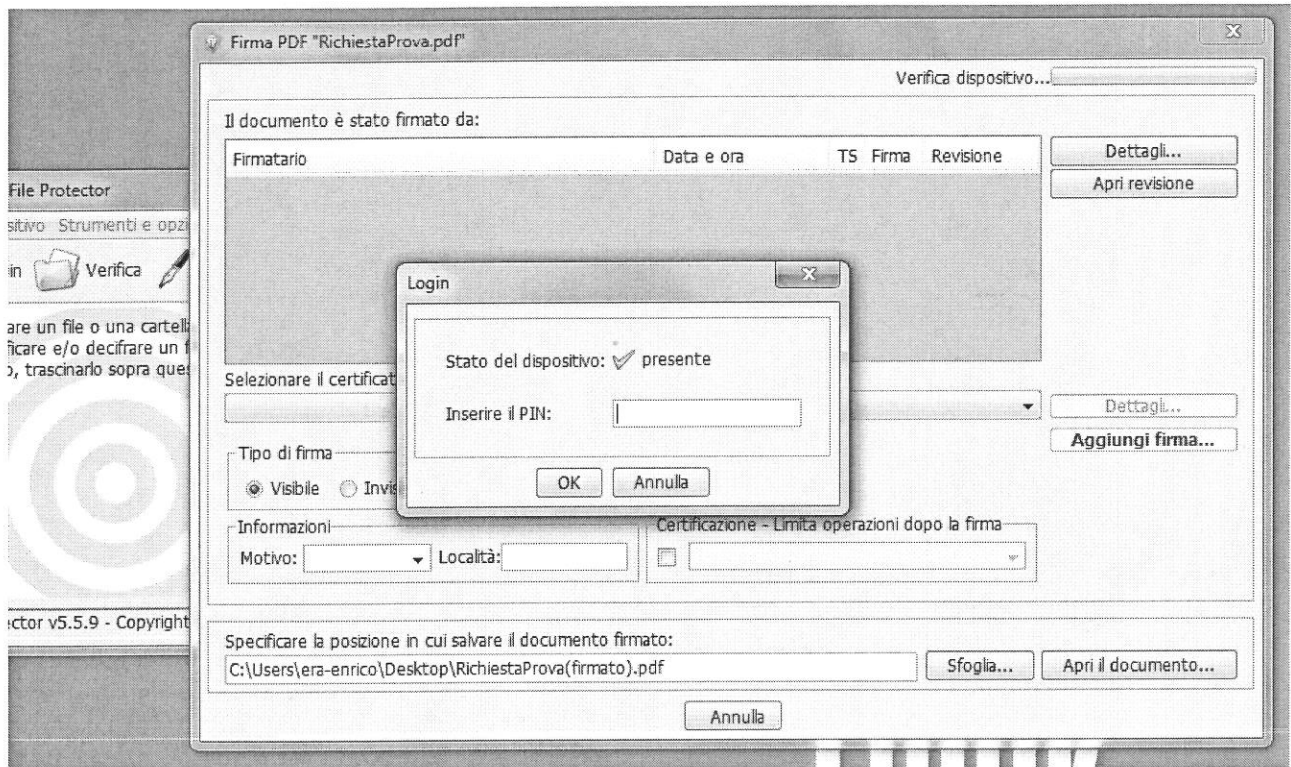 Firma PDF "RichiestaProva.pdf"
Verifica dispositivo...
Il documento è stato firmato da:
Firmatario Data e ora TS Firma Revisione
Dettagli...
Apri revisione
File Protector
sitivo Strumenti e opzi
in Verifica
are un file o una cartell
ficare e/o decifrare un f
o, trascinarlo sopra ques
Login
Stato del dispositivo: presente
Inserire il PIN:
OK Annulla
Selezionare il certificat
Dettagli...
Aggiungi firma...
Tipo di firma
Visibile Invis
Informazioni
Motivo: Località:
Certificazione - Limita operazioni dopo la firma
ector v5.5.9 - Copyright
Specificare la posizione in cui salvare il documento firmato:
C:\Users\era-enrico\Desktop\RichiestaProva(firmato).pdf
Sfoglia... Apri il documento...
Annulla